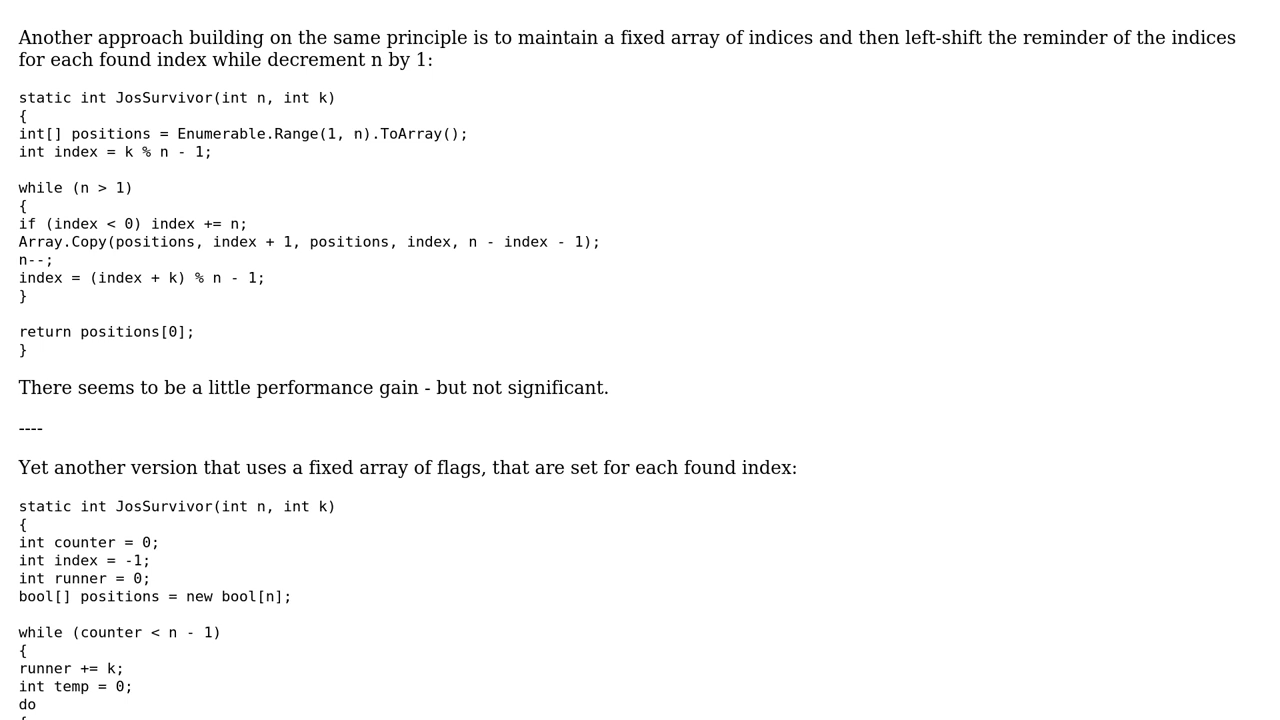 Another approach building on the same principle is to maintain a fixed array of indices and then left-shift the reminder of the indices
for each found index while decrement n by 1:
static int JosSurvivor(int n, int k)
{
int[] positions = Enumerable.Range(1, n).ToArray();
int index = k % n - 1;
while (n > 1)
{
if (index < 0) index += n;
Array.Copy(positions, index + 1, positions, index, n - index - 1);
n--;
index = (index + k) % n - 1;
}
return positions[0];
}
There seems to be a little performance gain - but not significant.
----
Yet another version that uses a fixed array of flags, that are set for each found index:
static int JosSurvivor(int n, int k)
{
int counter = 0;
int index = -1;
int runner = 0;
bool[] positions = new bool[n];
while (counter < n - 1)
{
runner += k;
int temp = 0;
do
{